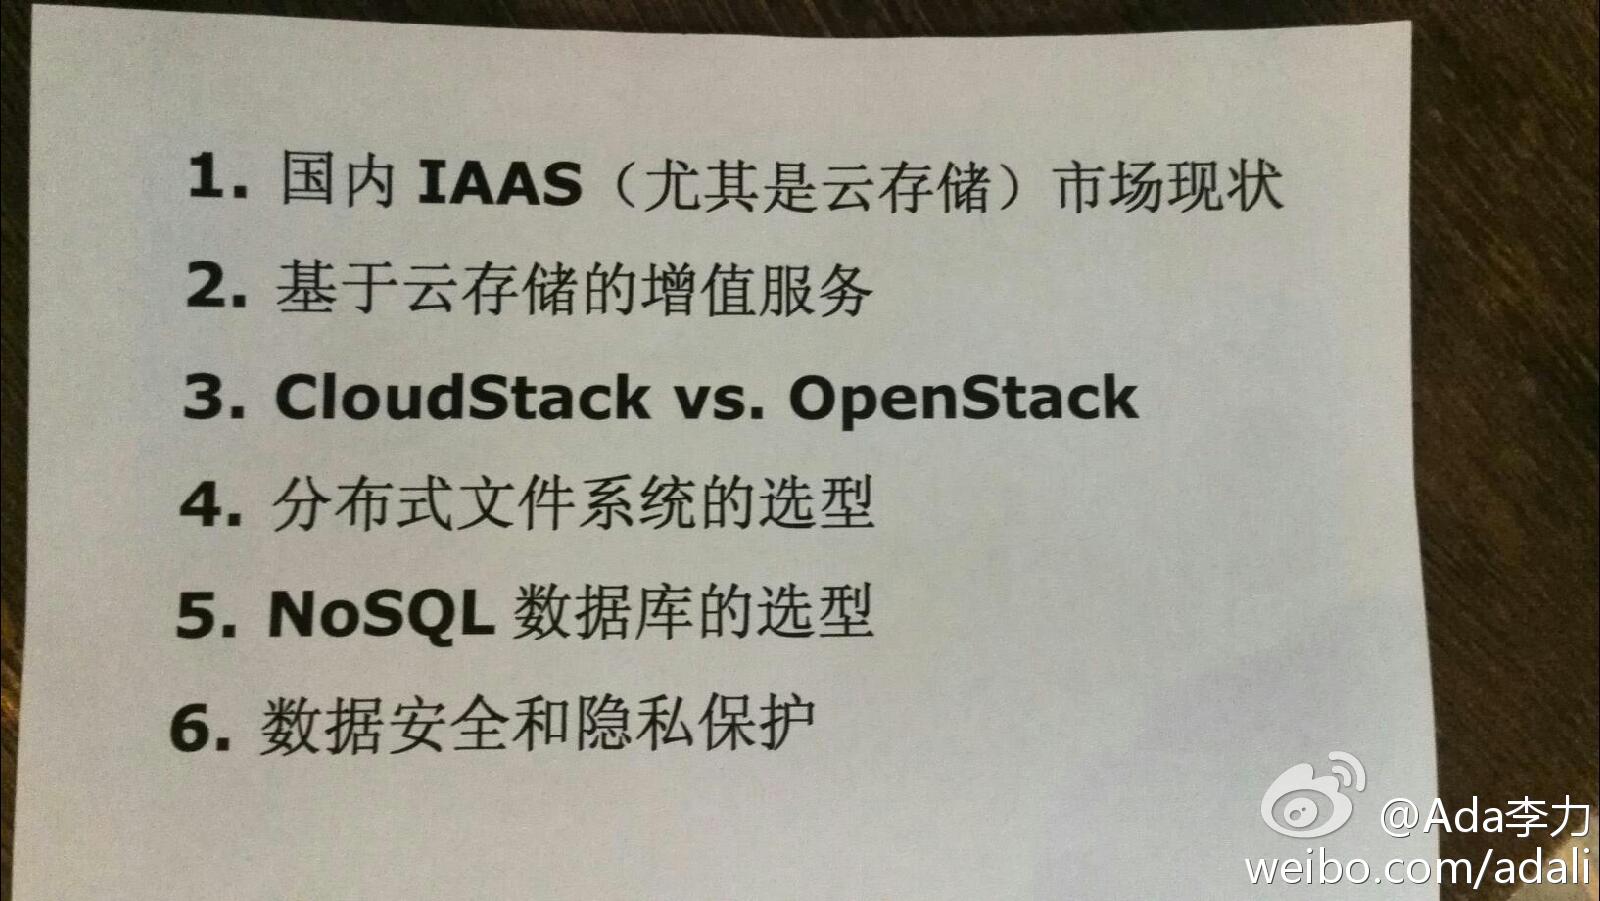 1. 国内 IAAS（尤其是云存储）市场现状
2. 基于云存储的增值服务
3. CloudStack vs. OpenStack
4. 分布式文件系统的选型
5. NoSQL 数据库的选型
6. 数据安全和隐私保护
@Ada李力
weibo.com/adali